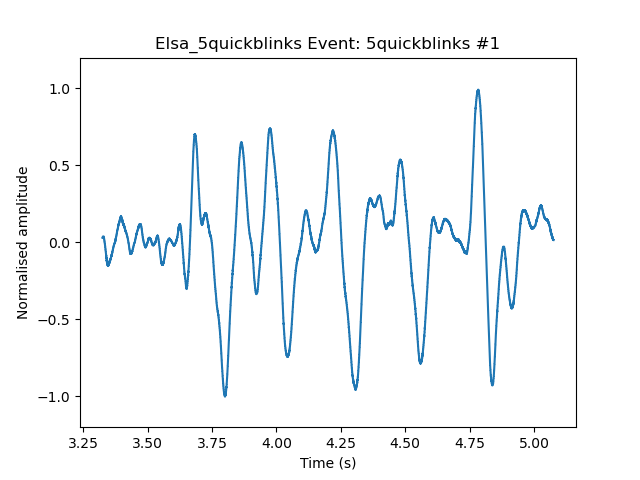 Elsa_5quickblinks Event: 5quickblinks #1
Normalised amplitude
1.0
0.5
0.0
−0.5
−1.0
3.25 3.50 3.75 4.00 4.25 4.50 4.75 5.00
Time (s)